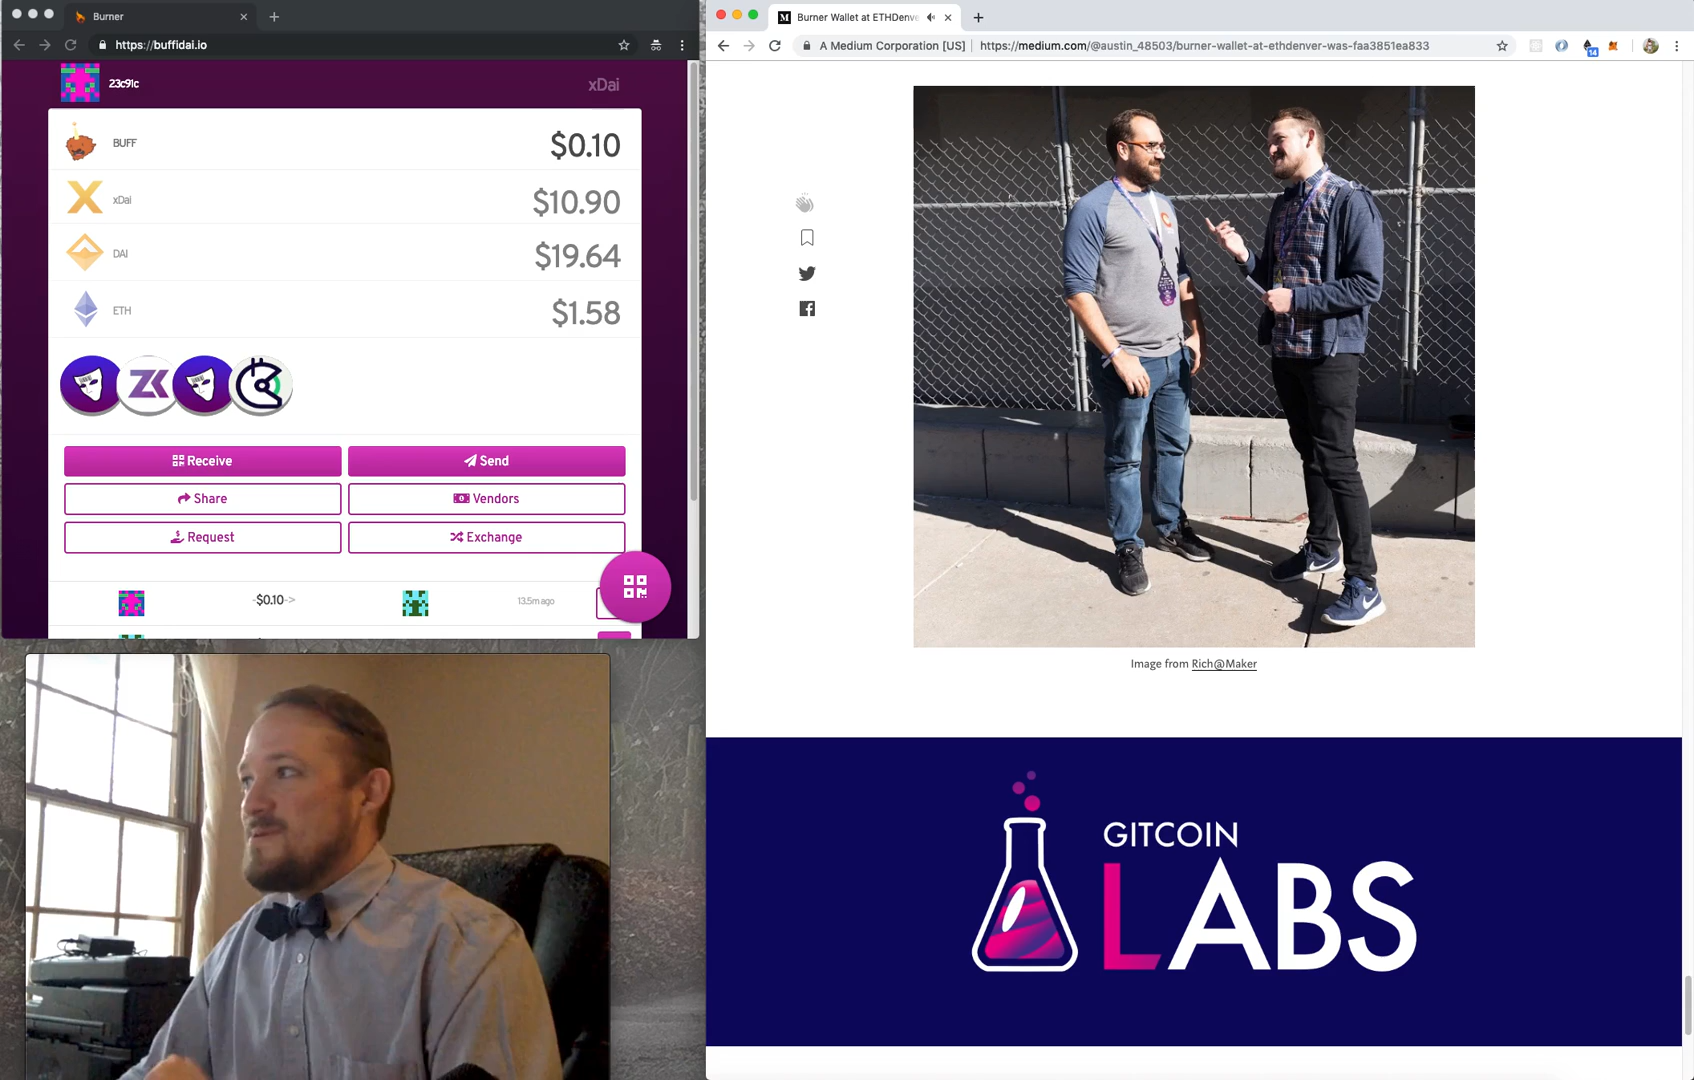 Burner
https://buffidai.io
23c91c
xDai
BUFF
$0.10
xDai
$10.90
DAI
$19.64
ETH
$1.58
ZK
Receive
Send
Share
Vendors
Request
Exchange
-$0.10->
13.5m ago
M
Burner Wallet at ETHDenve
A Medium Corporation [US]
https://medium.com/@austin_48503/burner-wallet-at-ethdenver-was-faa3851ea833
14
Image from Rich@Maker
GITCOIN
LABS